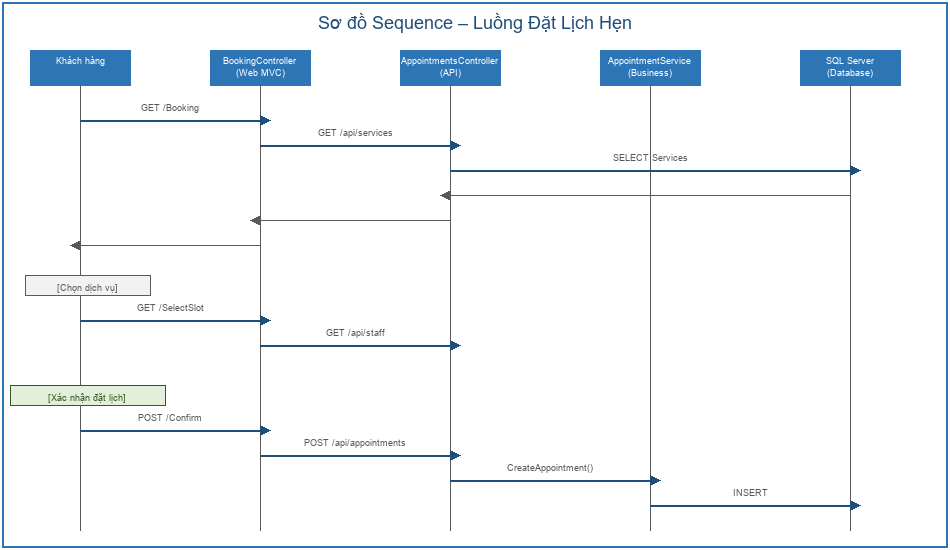 Sơ đồ Sequence – Luồng Đặt Lịch Hẹn
Khách hàng
BookingController
(Web MVC)
AppointmentsController
(API)
AppointmentService
(Business)
SQL Server
(Database)
GET /Booking
GET /api/services
SELECT Services
[Chọn dịch vụ]
GET /SelectSlot
GET /api/staff
[Xác nhận đặt lịch]
POST /Confirm
POST /api/appointments
CreateAppointment()
INSERT